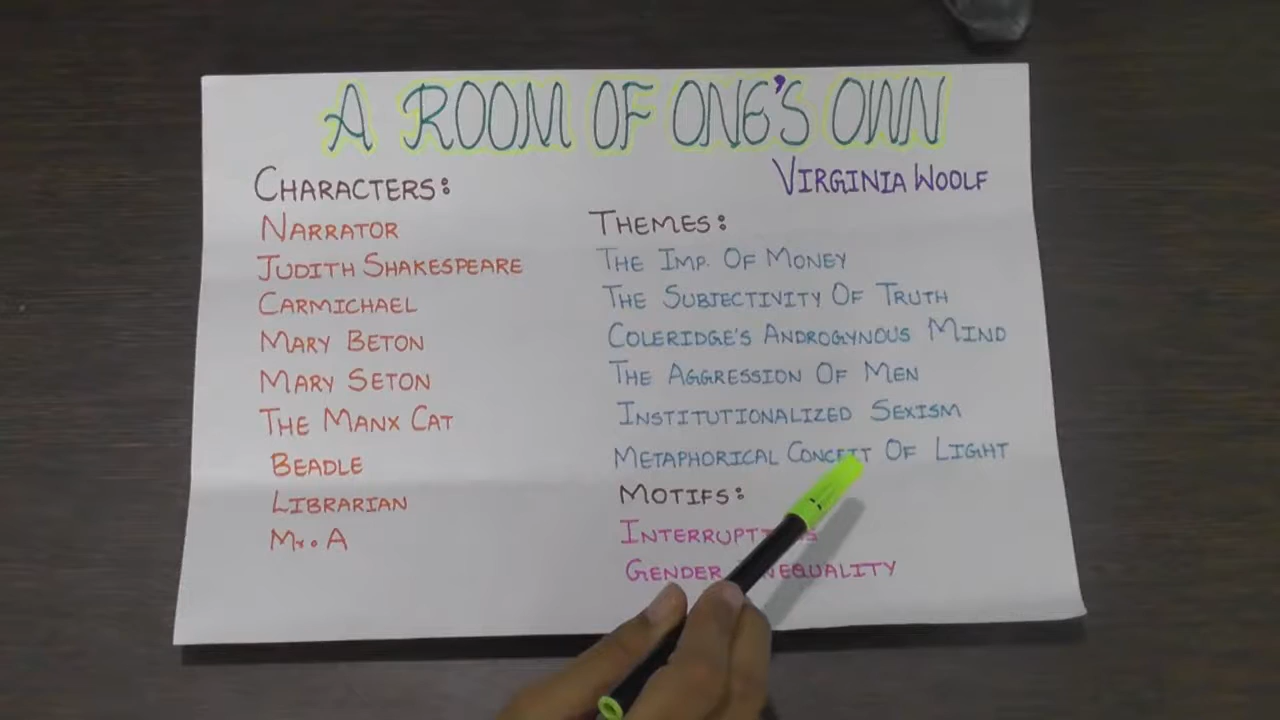 A ROOM OF ONE'S OWN
VIRGINIA WOOLF
CHARACTERS:
NARRATOR
JUDITH SHAKESPEARE
CARMICHAEL
MARY BETON
MARY SETON
THE MANX CAT
BEADLE
LIBRARIAN
Mr. A
THEMES:
THE IMP. OF MONEY
THE SUBJECTIVITY OF TRUTH
COLERIDGE'S ANDROGYNOUS MIND
THE AGGRESSION OF MEN
INSTITUTIONALIZED SEXISM
METAPHORICAL CONCEIT OF LIGHT
MOTIFS:
GENDER INEQUALITY